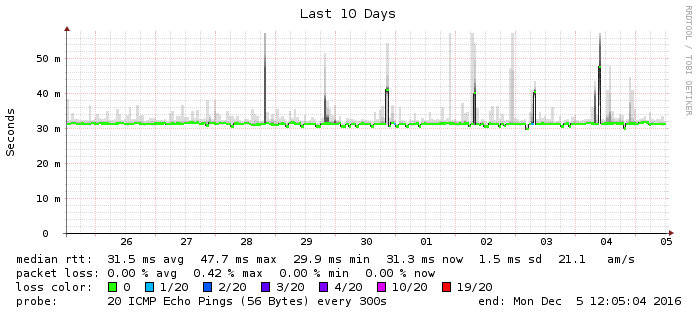 Last 10 Days
RRDTOOL / TOBI OETIKER
Seconds
50 m
40 m
30 m
20 m
10 m
0
26 27 28 29 30 01 02 03 04 05
median rtt: 31.5 ms avg 47.7 ms max 29.9 ms min 31.3 ms now 1.5 ms sd 21.1 am/s
packet loss: 0.00 % avg 0.42 % max 0.00 % min 0.00 % now
loss color: 0 1/20 2/20 3/20 4/20 10/20 19/20
probe: 20 ICMP Echo Pings (56 Bytes) every 300s end: Mon Dec 5 12:05:04 2016